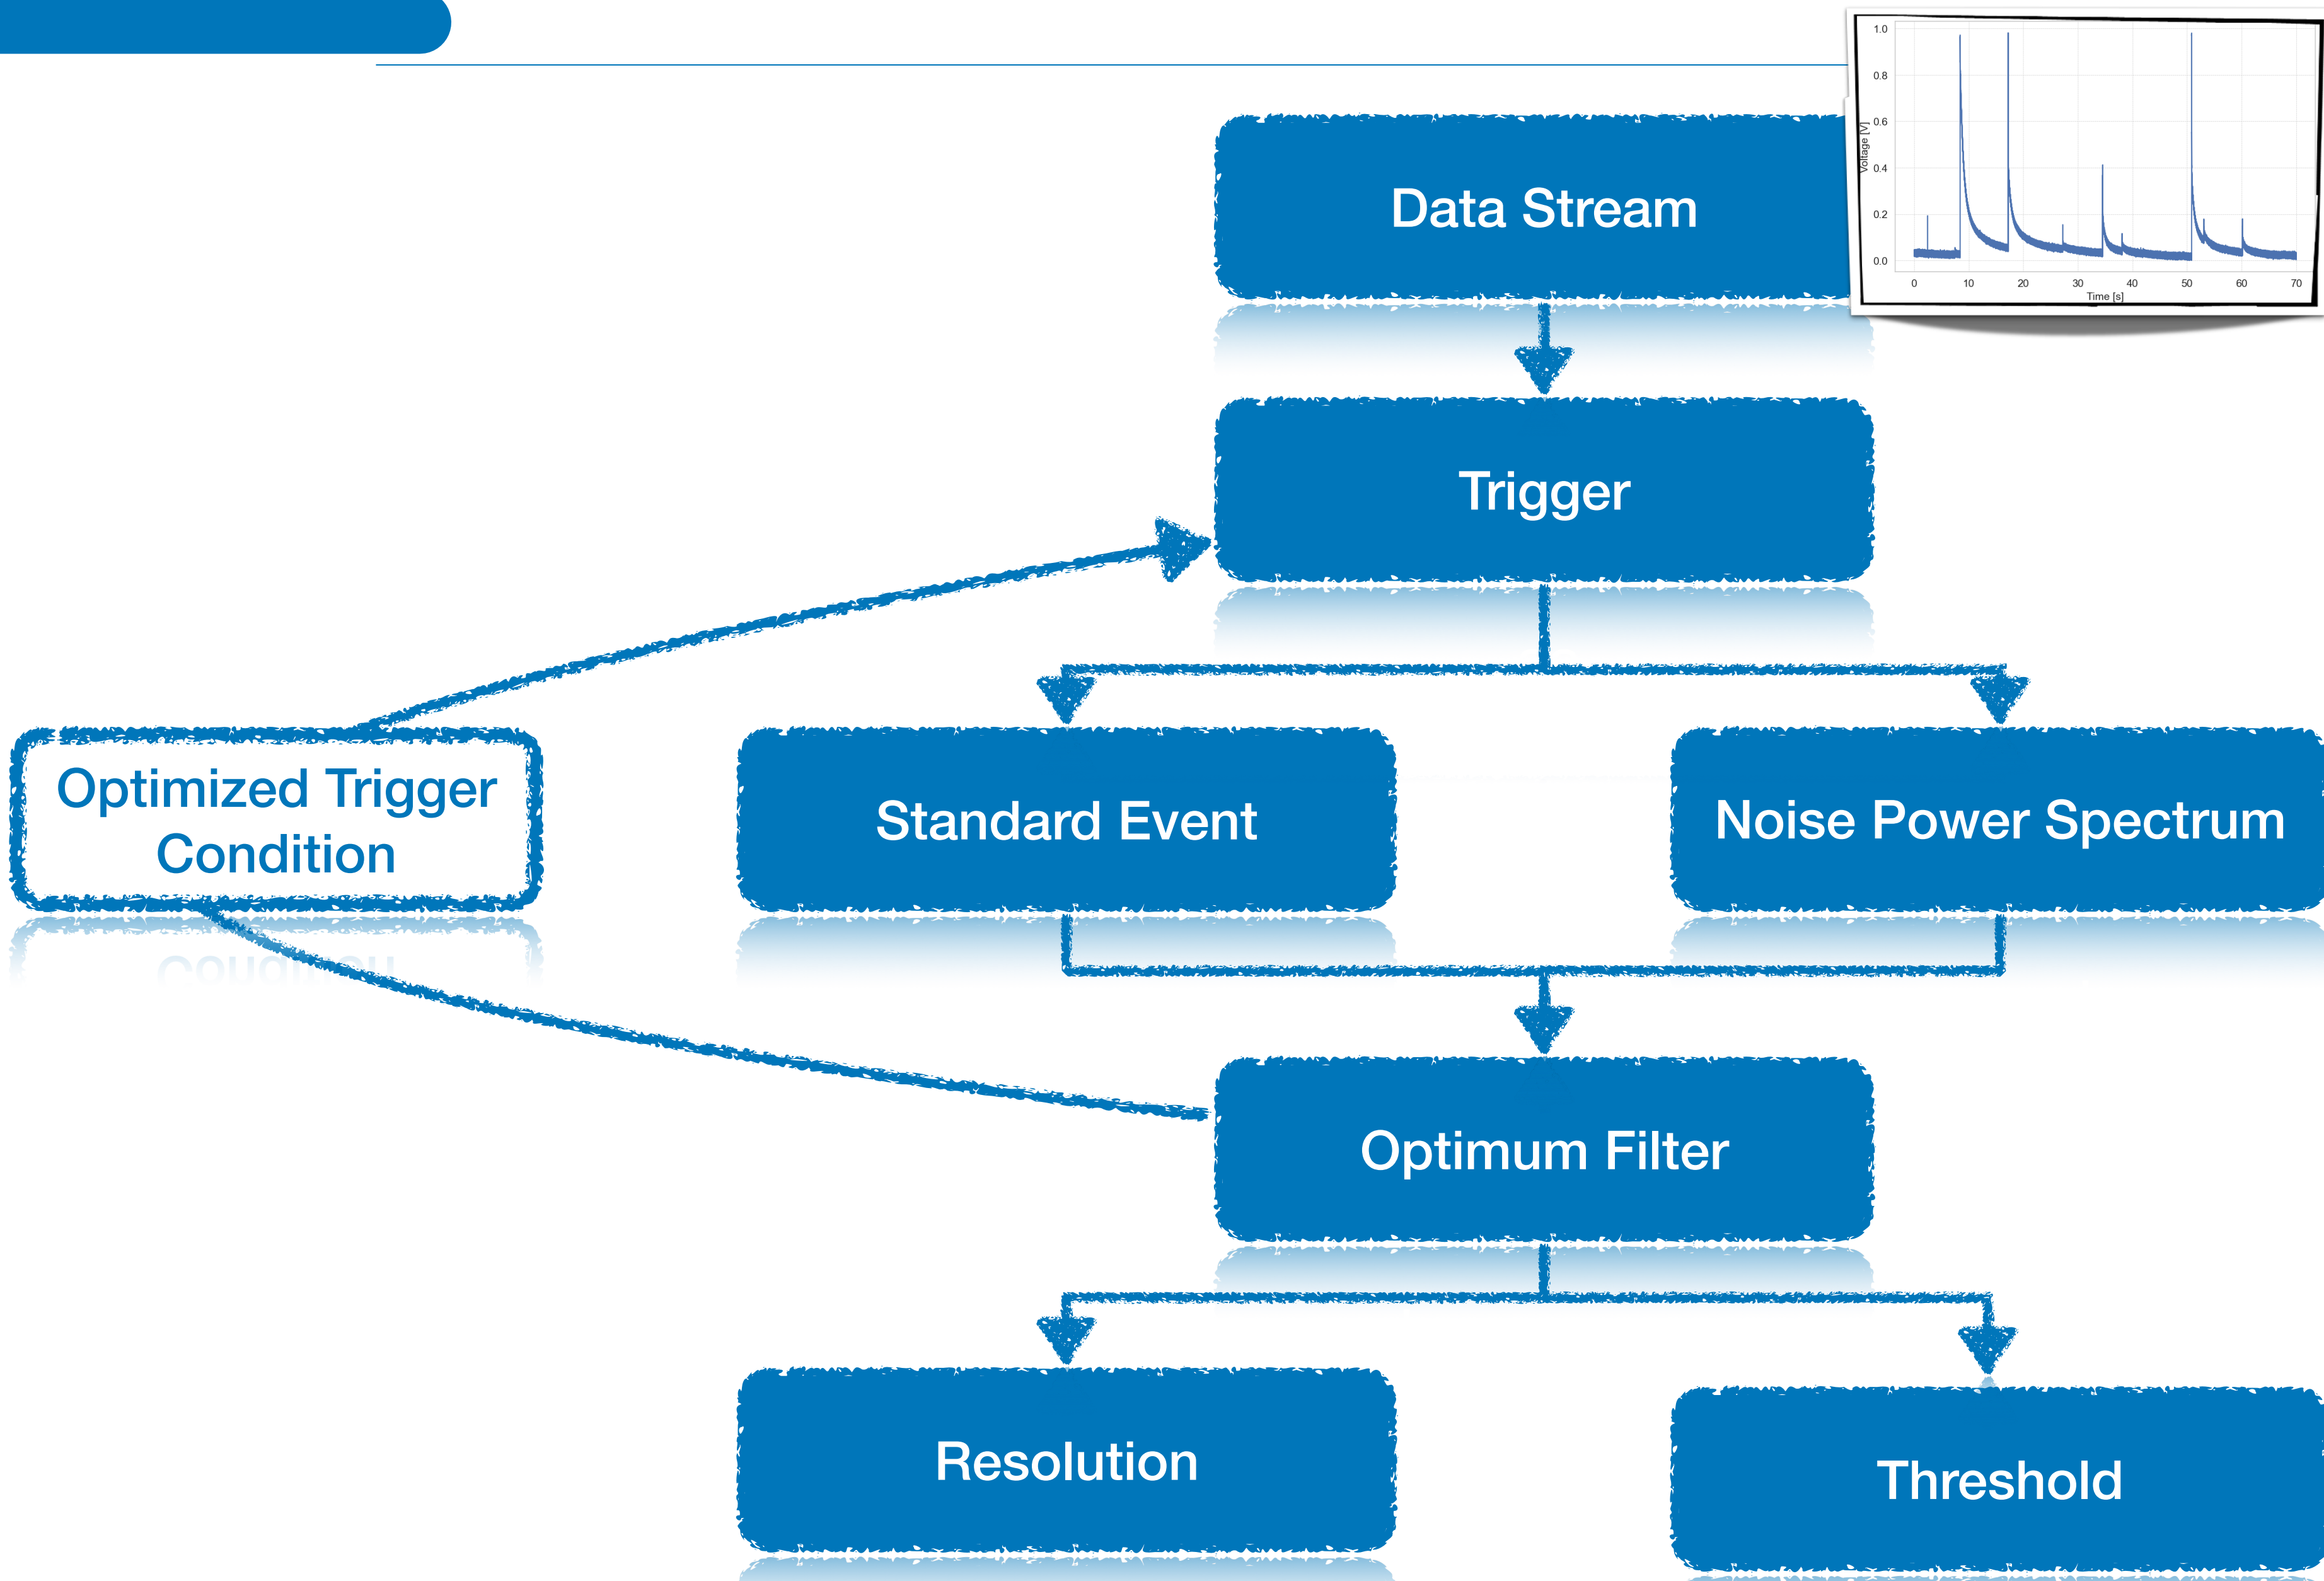 Data Stream
1.0
0.8
0.6
0.4
0.2
0.0
Voltage [V]
0 10 20 30 40 50 60 70
Time [s]
Trigger
Optimized Trigger
Condition
Standard Event
Noise Power Spectrum
Optimum Filter
Resolution
Threshold